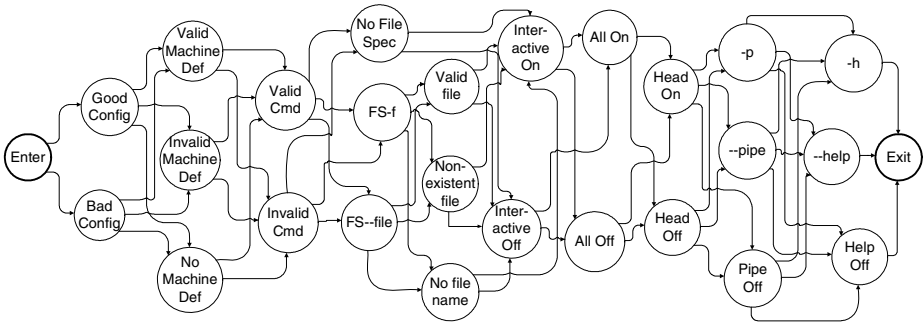 Enter
Good
Config
Bad
Config
Valid
Machine
Def
Invalid
Machine
Def
No
Machine
Def
Valid
Cmd
Invalid
Cmd
No File
Spec
FS-f
FS--file
Valid
file
Non-
existent
file
No file
name
Inter-
active
On
Inter-
active
Off
All On
All Off
Head
On
Head
Off
-p
--pipe
Pipe
Off
-h
--help
Help
Off
Exit